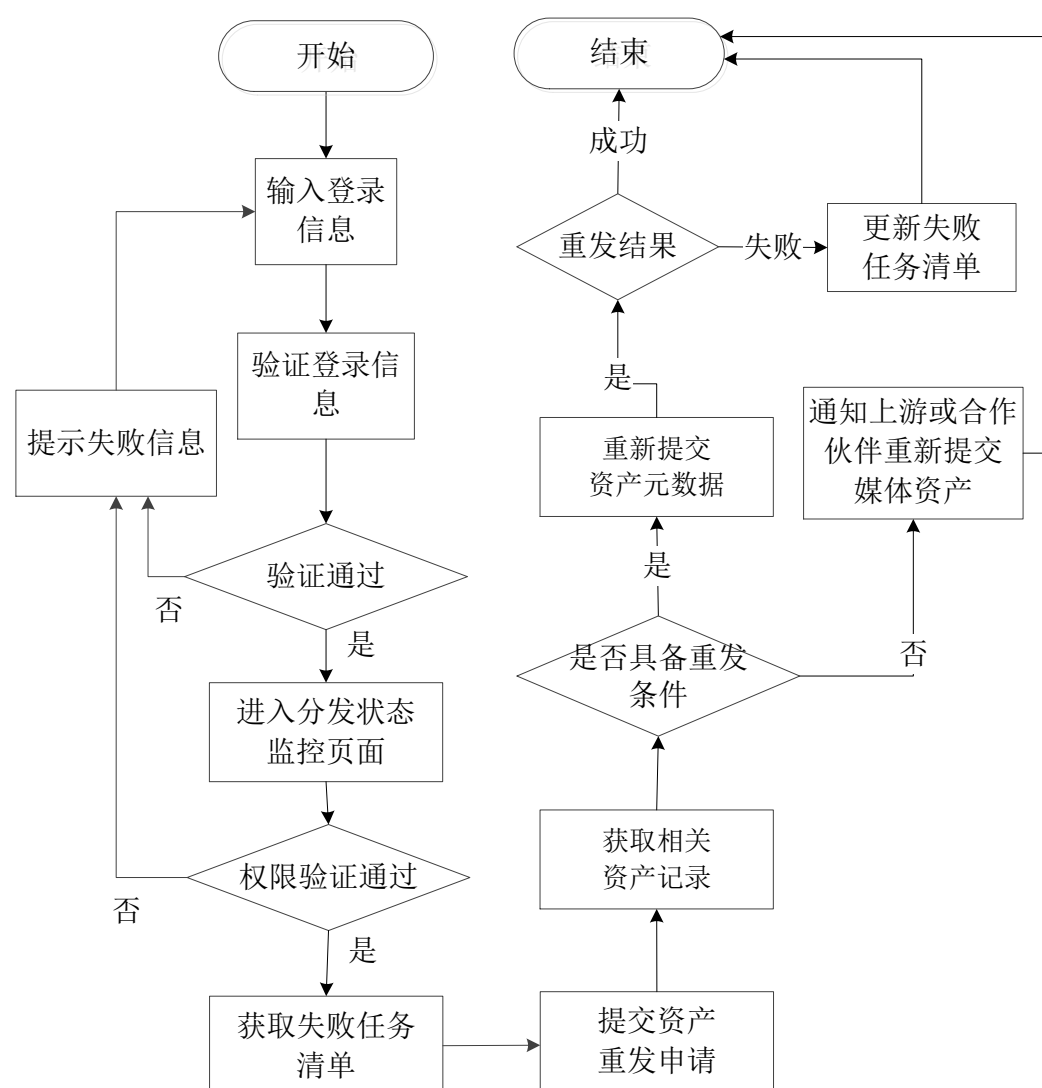 开始
输入登录
信息
验证登录信
息
提示失败信息
验证通过
否
是
进入分发状态
监控页面
权限验证通过
否
是
获取失败任务
清单
提交资产
重发申请
获取相关
资产记录
是否具备重发
条件
是
否
重新提交
资产元数据
通知上游或合作
伙伴重新提交
媒体资产
是
重发结果
失败
更新失败
任务清单
成功
结束